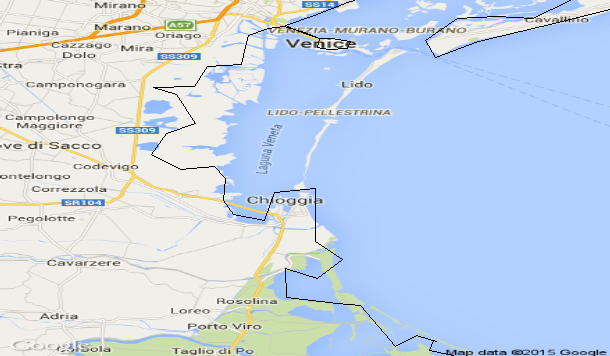 Mirano
SS14
A57
Marano
Oriago
VENEZIA-MURANO-BURANO
Cavallino
Pianiga
Cazzago
Mira
Venice
Dolo
SS309
stra
Camponogara
Lido
Campolongo
Maggiore
LIDO-PELLESTRINA
SS309
ove di Sacco
Laguna Veneta
Codevigo
ontelongo
Correzzola
SR104
Chioggia
Pegolotte
Cavarzere
Rosolina
Loreo
Adria
Porto Viro
Google
Taglio di Po
Map data ©2015 Google